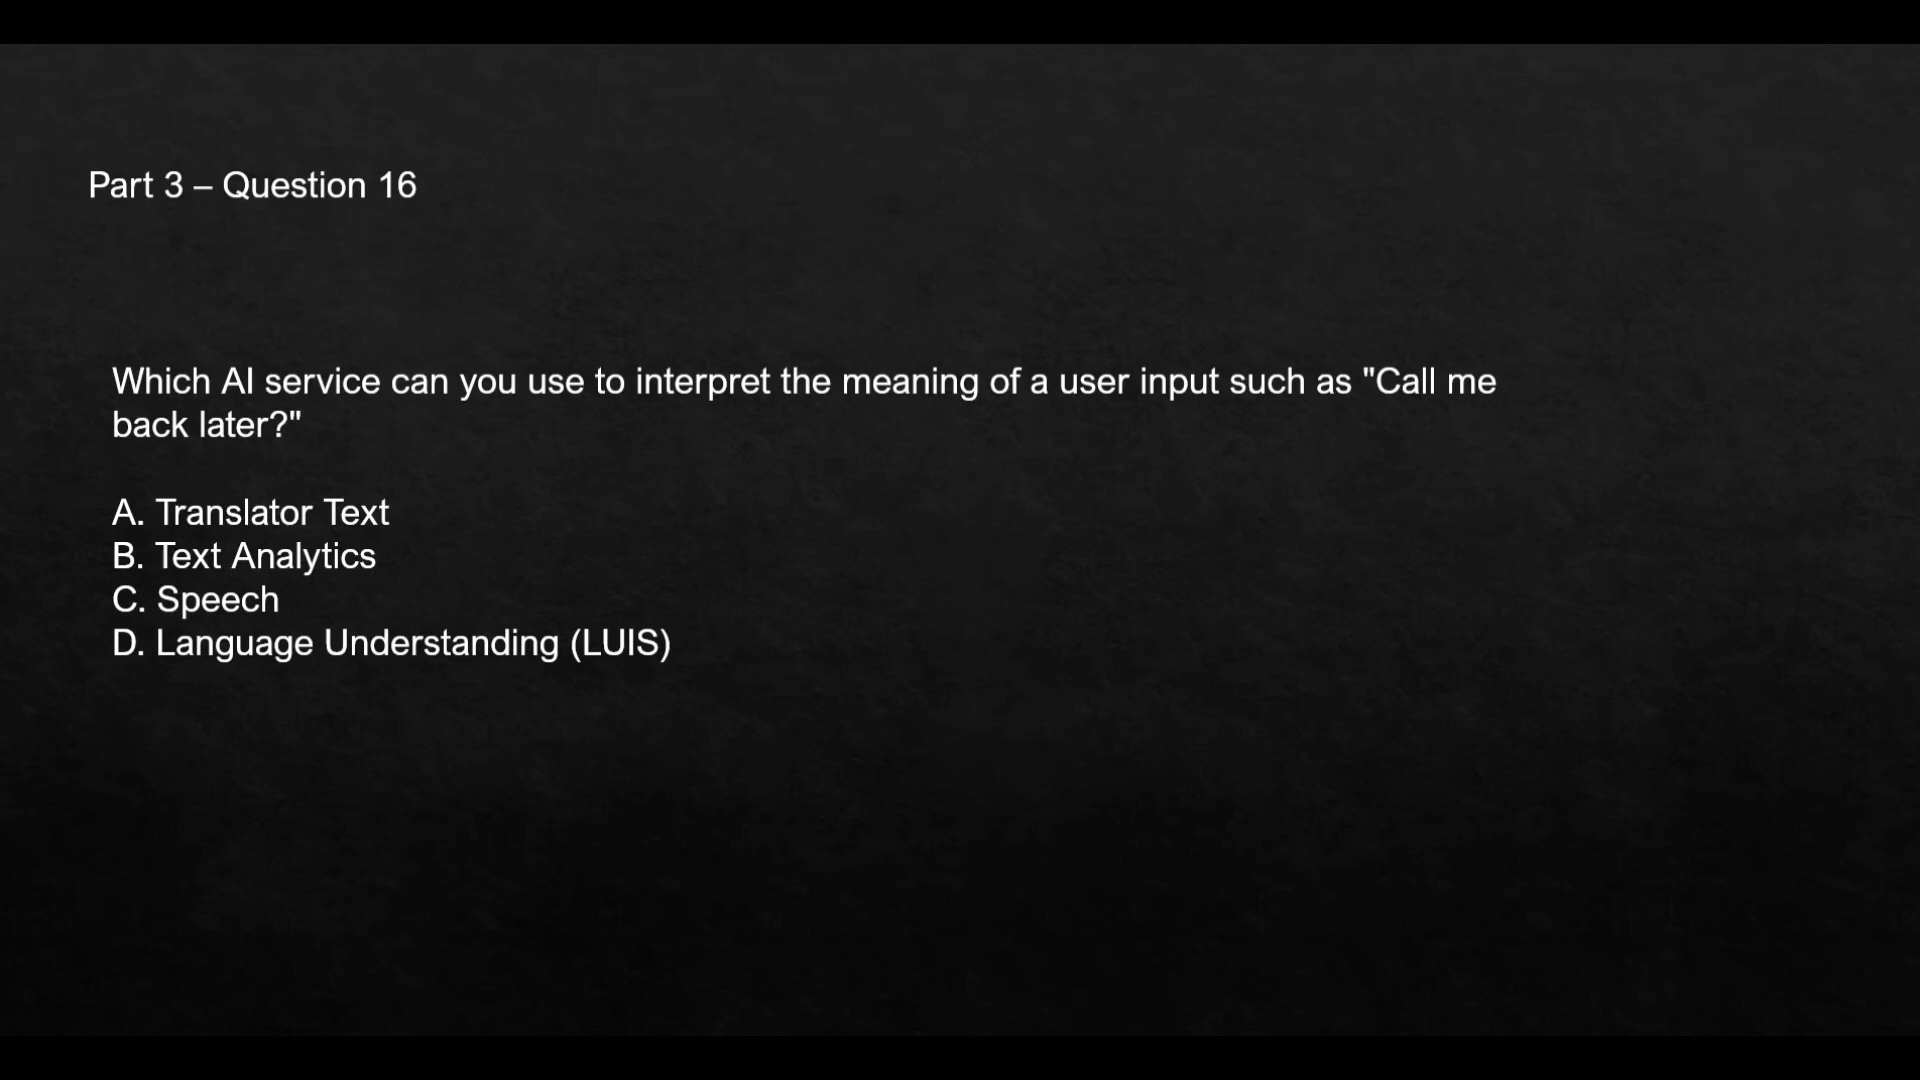 Part 3 – Question 16
Which AI service can you use to interpret the meaning of a user input such as "Call me
back later?"
A. Translator Text
B. Text Analytics
C. Speech
D. Language Understanding (LUIS)